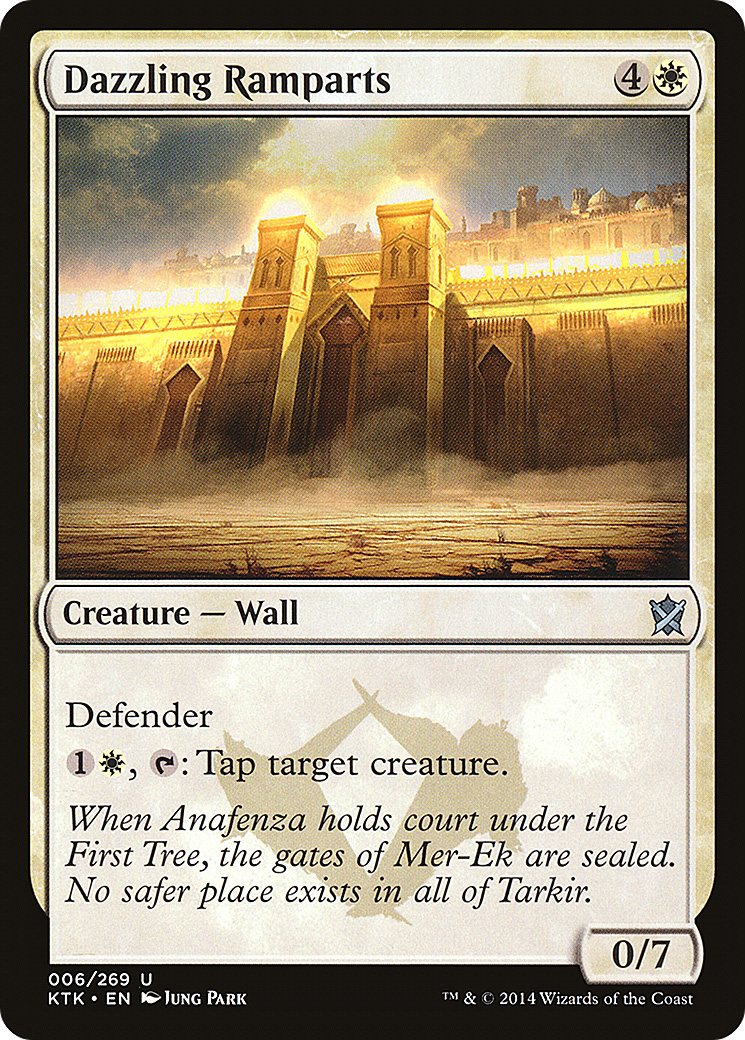 Dazzling Ramparts
4
Creature — Wall
Defender
1, : Tap target creature.
When Anafenza holds court under the
First Tree, the gates of Mer-Ek are sealed.
No safer place exists in all of Tarkir.
0/7
006/269 U
KTK • EN Jung Park
™ & © 2014 Wizards of the Coast